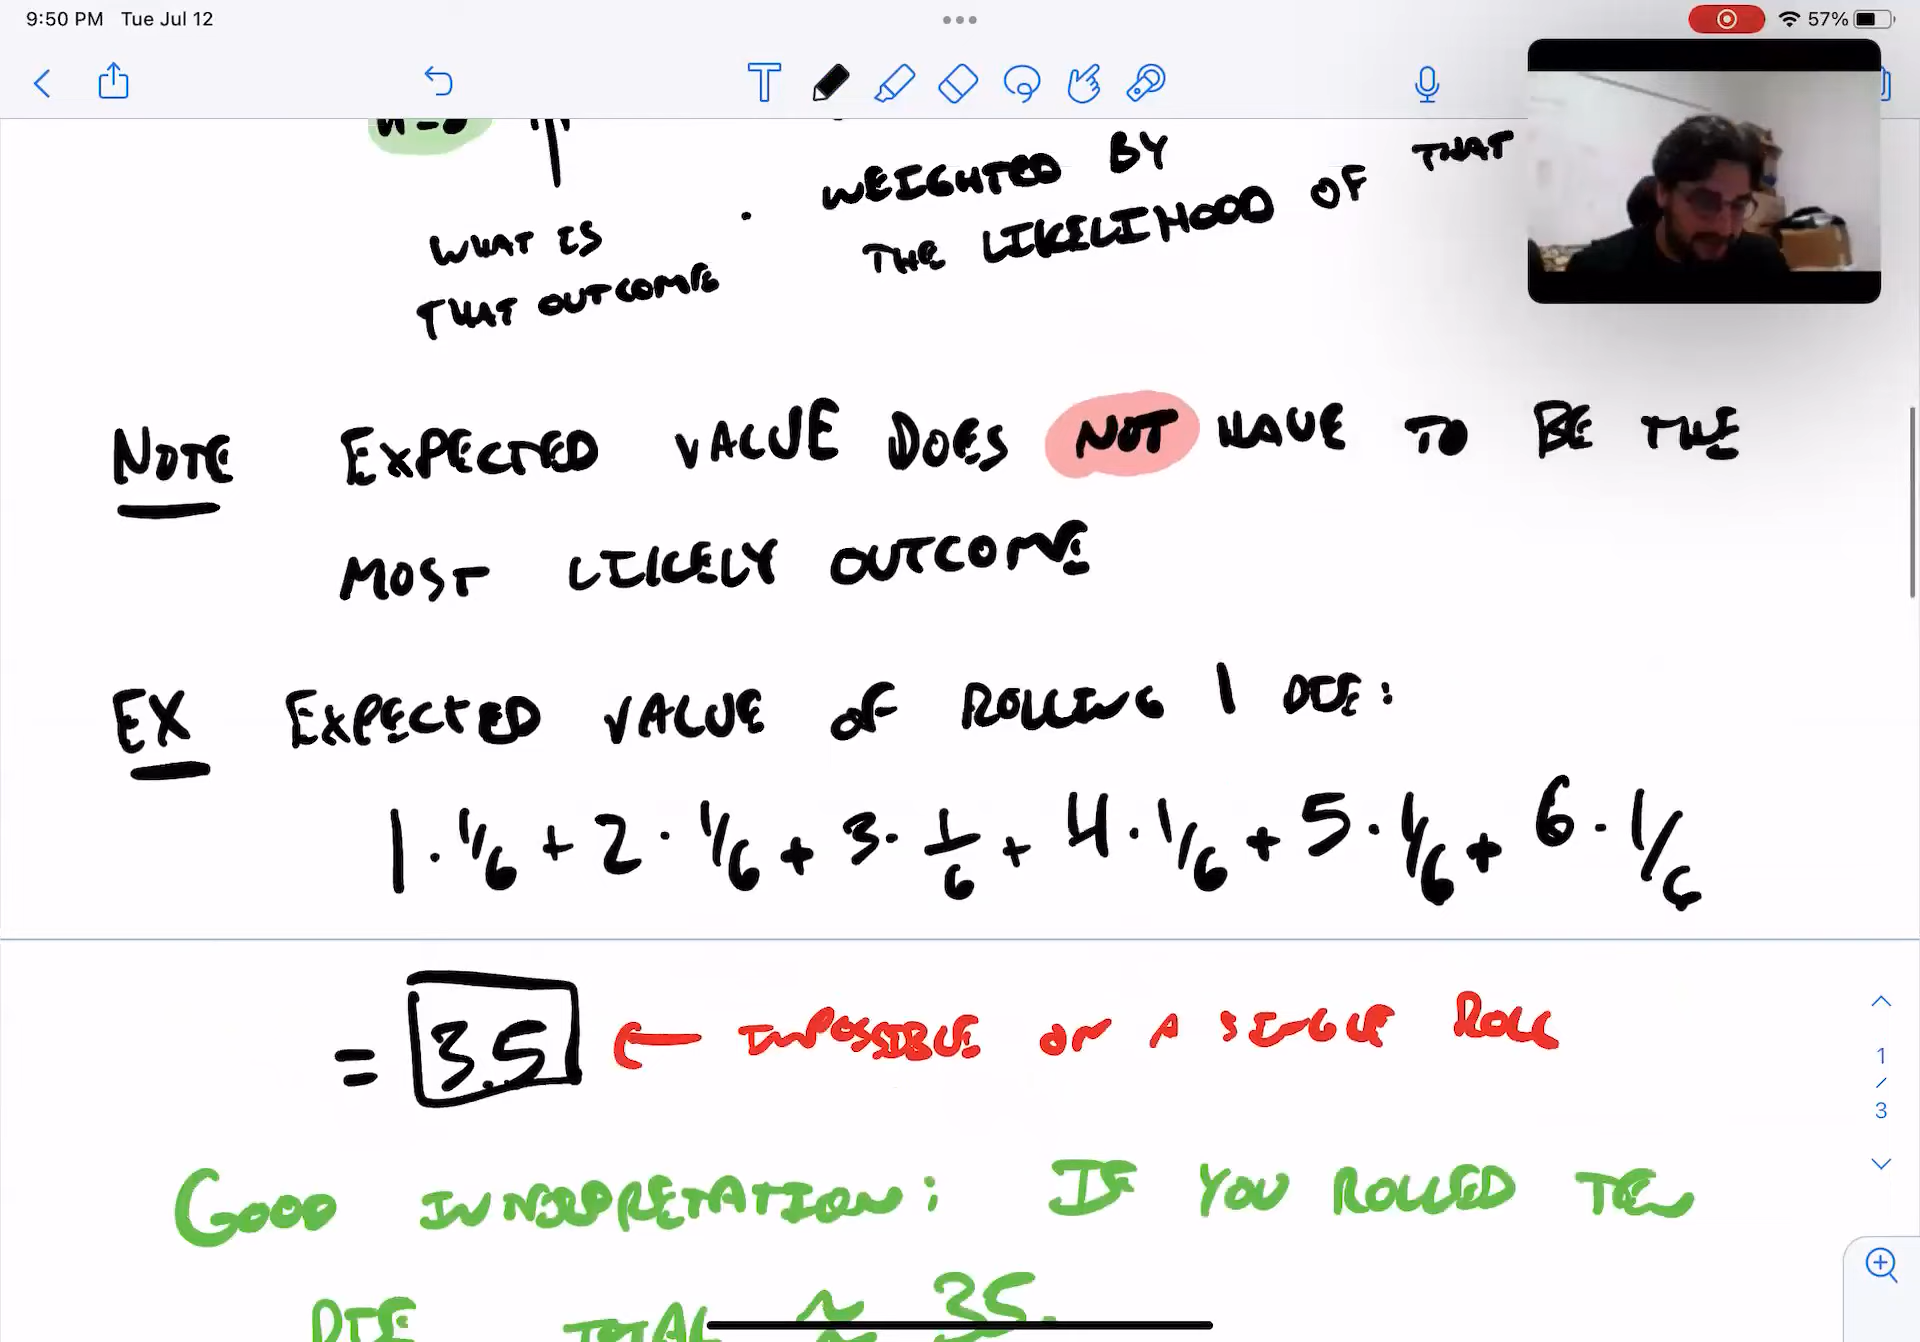 9:50 PM Tue Jul 12
57%
WHAT IS
THAT OUTCOME
· WEIGHTED BY
THE LIKELIHOOD OF THAT
NOTE EXPECTED VALUE DOES NOT HAVE TO BE THE
MOST LIKELY OUTCOME
EX EXPECTED VALUE OF ROLLING 1 DIE:
1 · 1/6 + 2 · 1/6 + 3 · 1/6 + 4 · 1/6 + 5 · 1/6 + 6 · 1/6
= 3.5 ← IMPOSSIBLE ON A SINGLE ROLL
1
/
3
GOOD INTERPRETATION: IF YOU ROLLED TEN
DIE TOTAL ≈ 35.